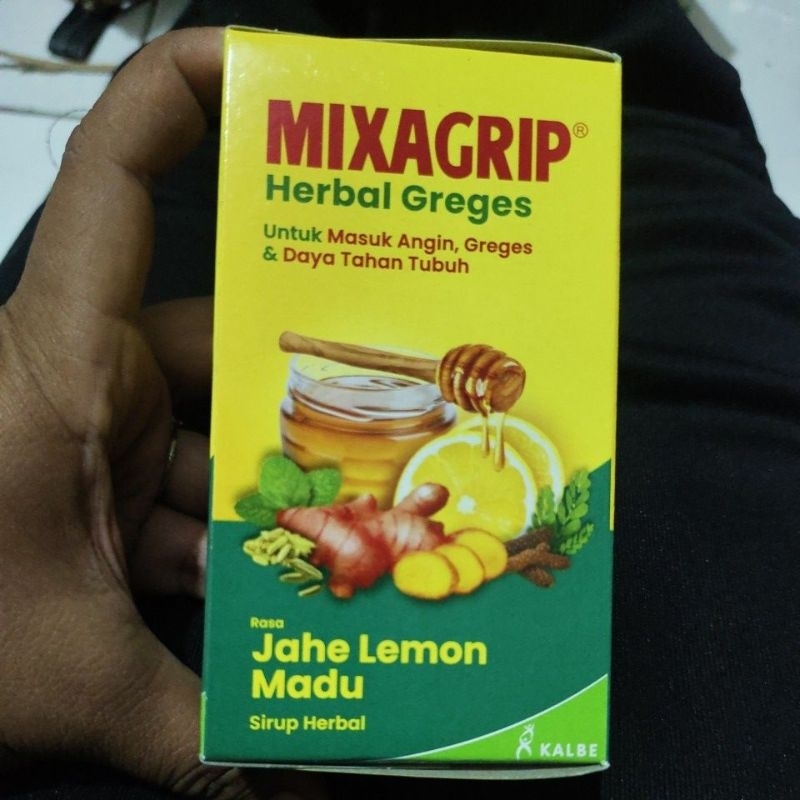 MIXAGRIP®
Herbal Greges
Untuk Masuk Angin, Greges
& Daya Tahan Tubuh
Rasa
Jahe Lemon
Madu
Sirup Herbal
KALBE